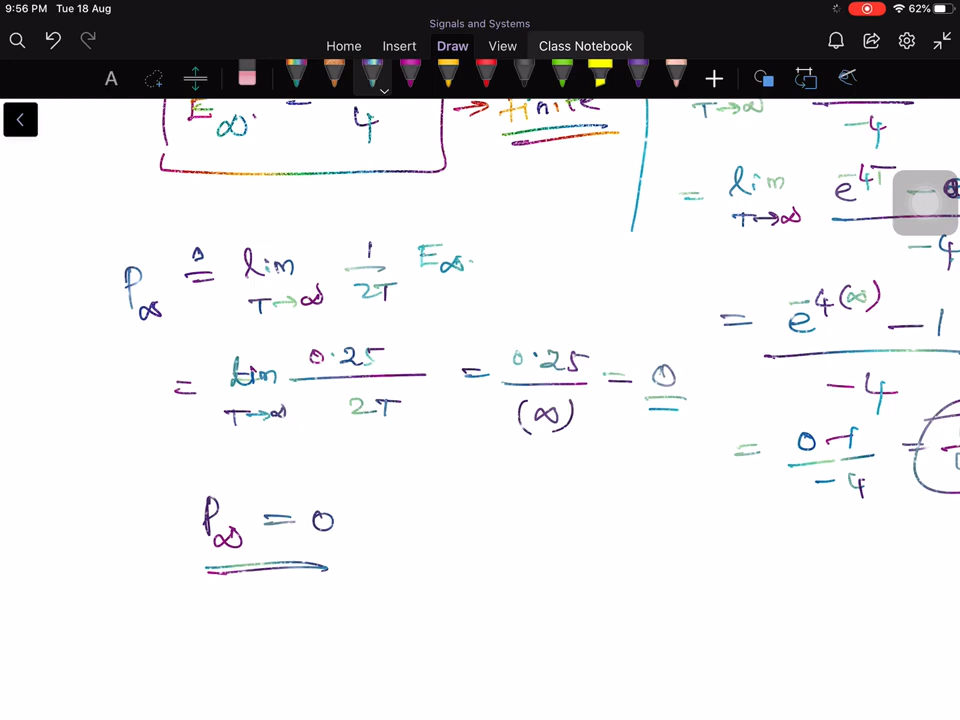 9:56 PM Tue 18 Aug
62%
Signals and Systems
Home Insert Draw View Class Notebook
E∞ = 1/4 → finite
P∞ ≜ lim T→∞ 1/2T E∞.
= lim T→∞ 0.25/2T = 0.25/(∞) = 0
P∞ = 0
T→∞ -4
= lim T→∞ e^-4T - / -4
= e^-4(∞) - 1 / -4
= 0-1/-4 =